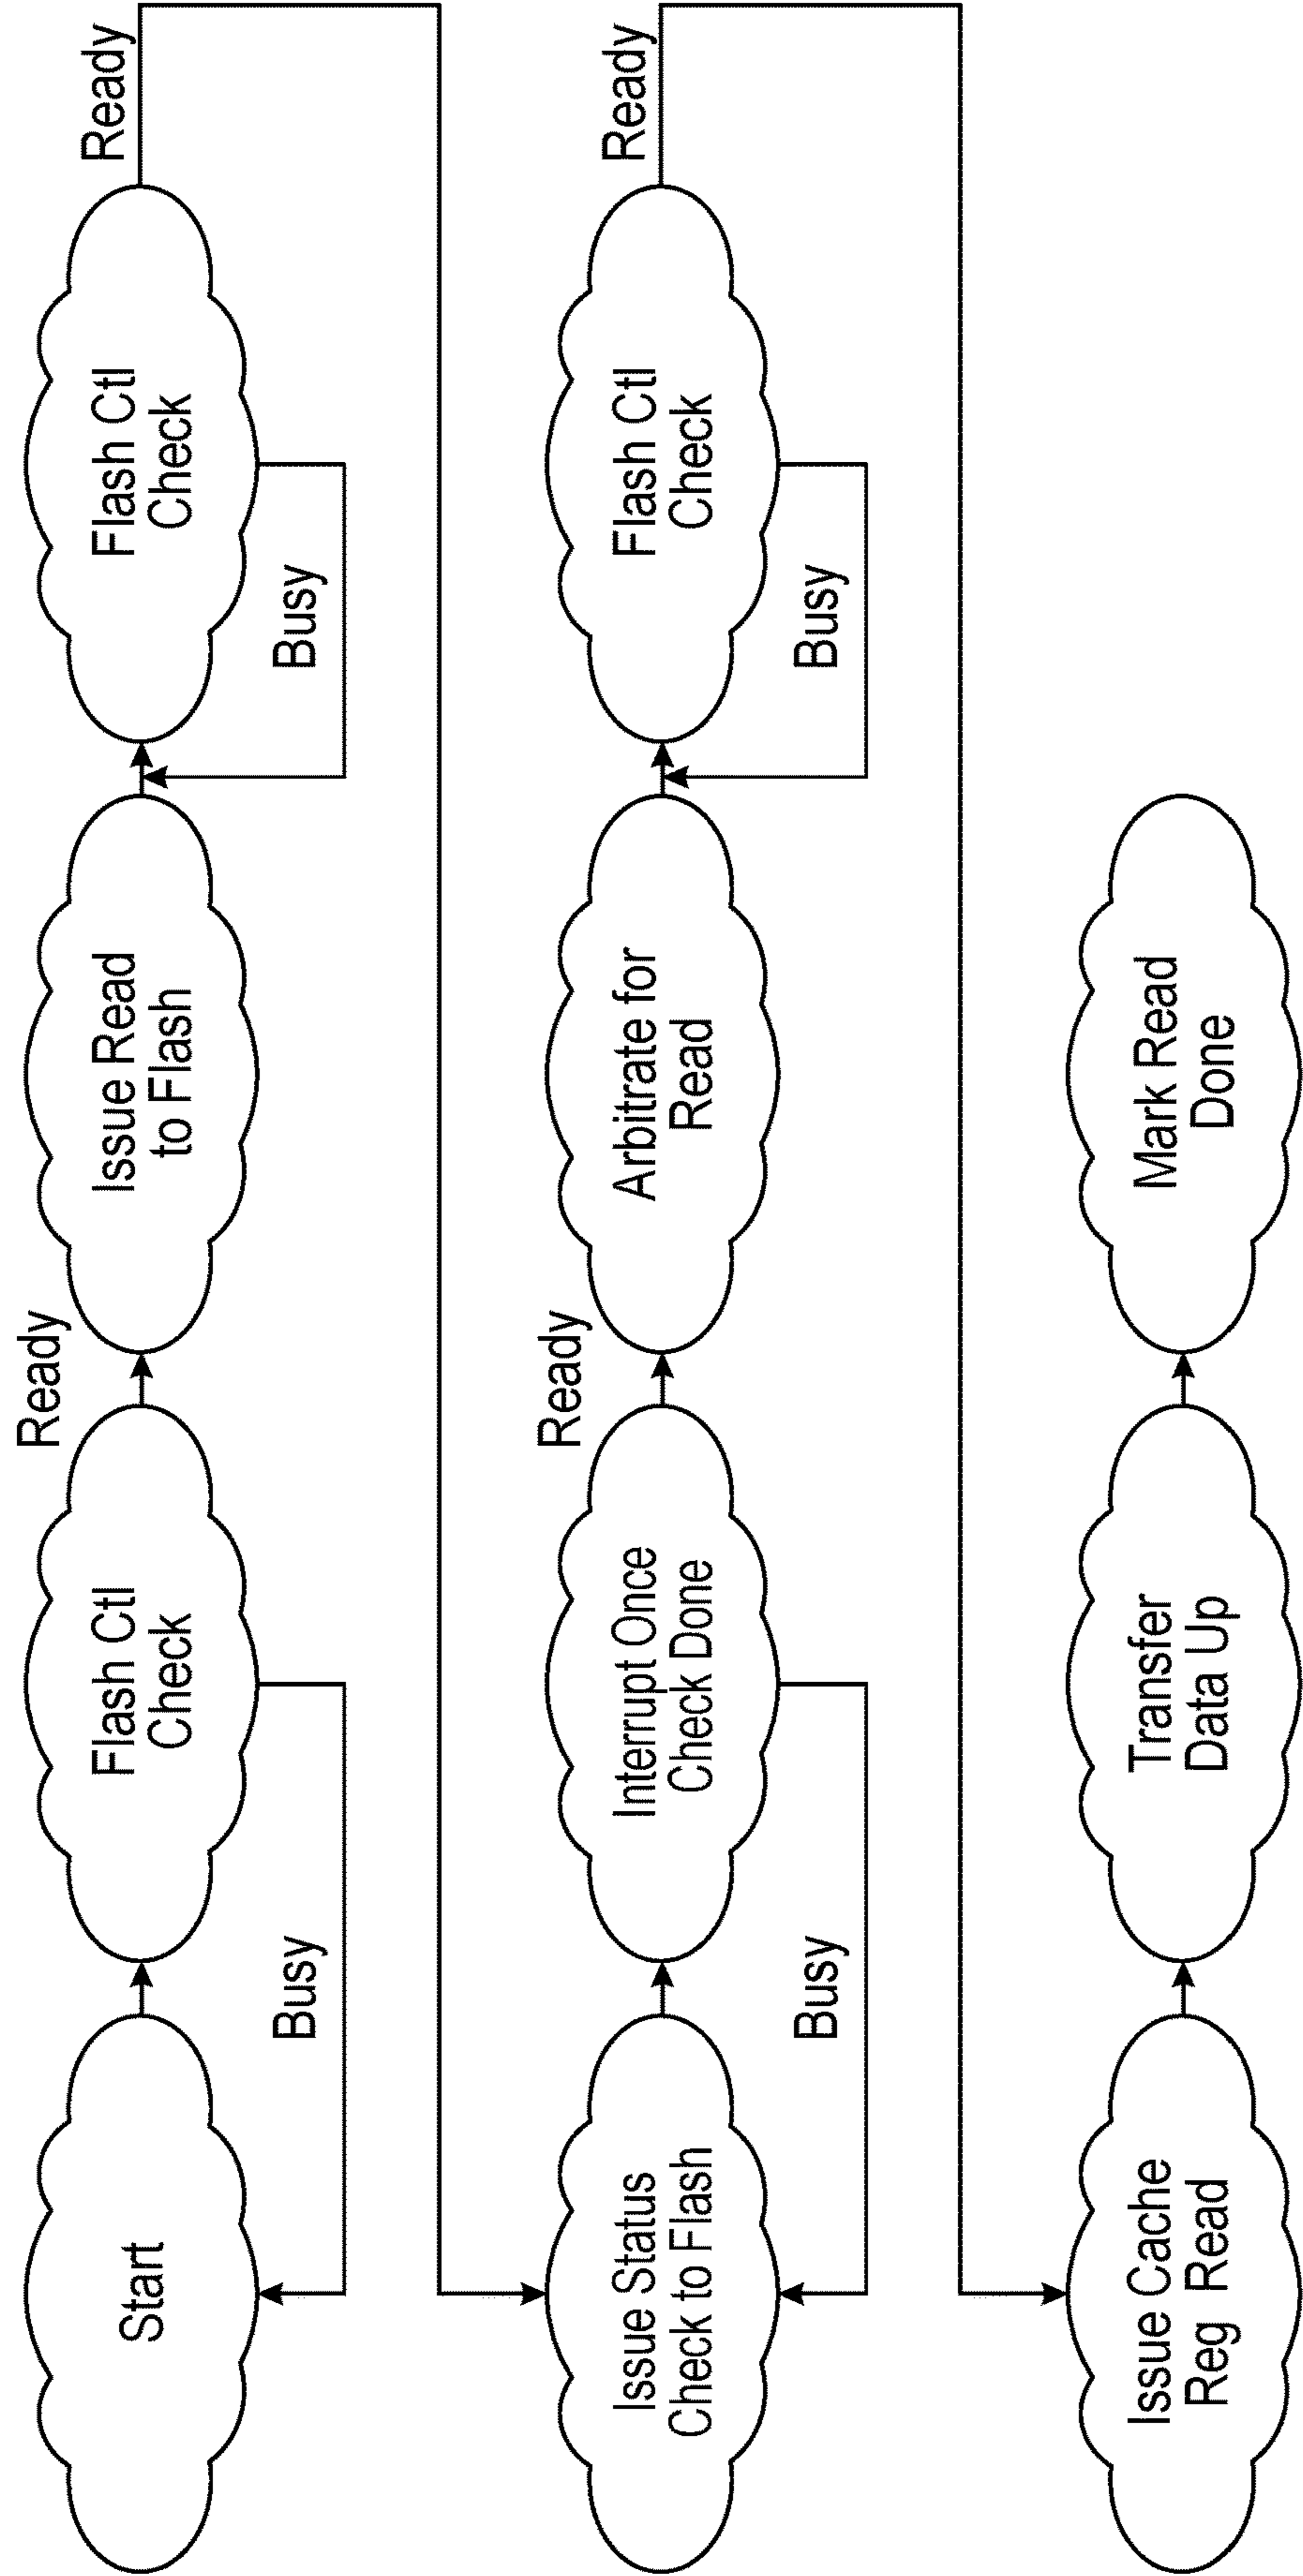 Start
Busy
Flash Ctl
Check
Ready
Issue Read
to Flash
Busy
Flash Ctl
Check
Ready
Issue Status
Check to Flash
Busy
Interrupt Once
Check Done
Ready
Arbitrate for
Read
Busy
Flash Ctl
Check
Ready
Issue Cache
Reg Read
Transfer
Data Up
Mark Read
Done